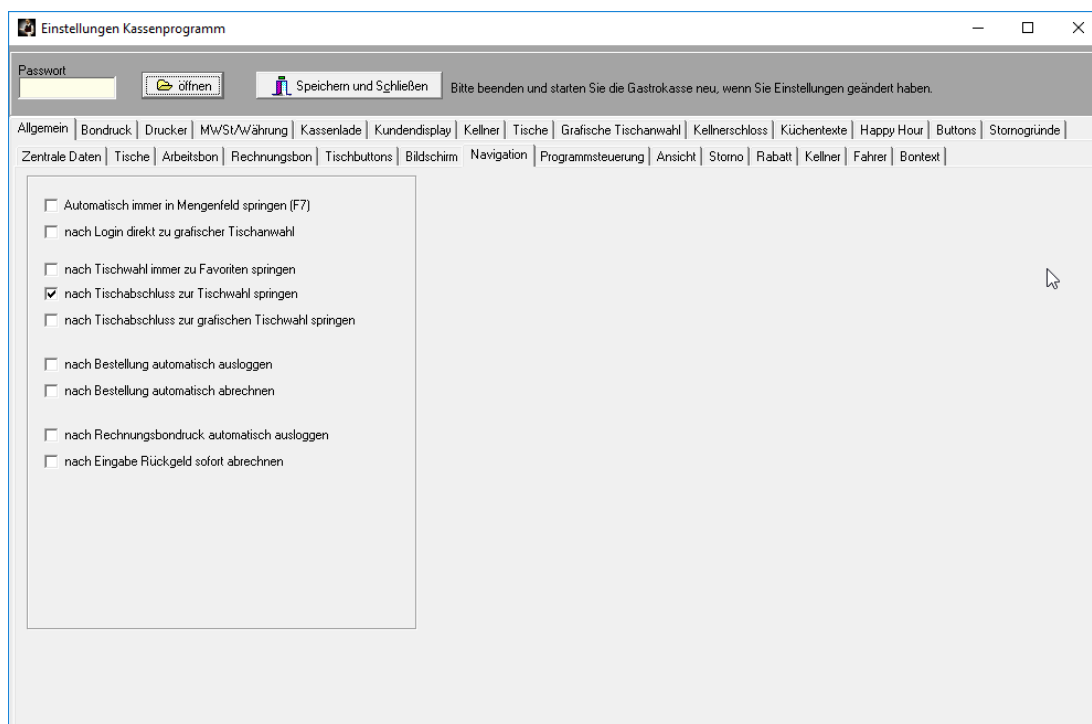 Einstellungen Kassenprogramm
Passwort
öffnen
Speichern und Schließen
Bitte beenden und starten Sie die Gastrokasse neu, wenn Sie Einstellungen geändert haben.
Allgemein Bondruck Drucker MWSt/Währung Kassenlade Kundendisplay Kellner Tische Grafische Tischanwahl Kellnerschloss Küchentexte Happy Hour Buttons Stornogründe
Zentrale Daten Tische Arbeitsbon Rechnungsbon Tischbuttons Bildschirm Navigation Programmsteuerung Ansicht Storno Rabatt Kellner Fahrer Bontext
Automatisch immer in Mengenfeld springen (F7)
nach Login direkt zu grafischer Tischanwahl
nach Tischwahl immer zu Favoriten springen
nach Tischabschluss zur Tischwahl springen
nach Tischabschluss zur grafischen Tischwahl springen
nach Bestellung automatisch ausloggen
nach Bestellung automatisch abrechnen
nach Rechnungsbondruck automatisch ausloggen
nach Eingabe Rückgeld sofort abrechnen